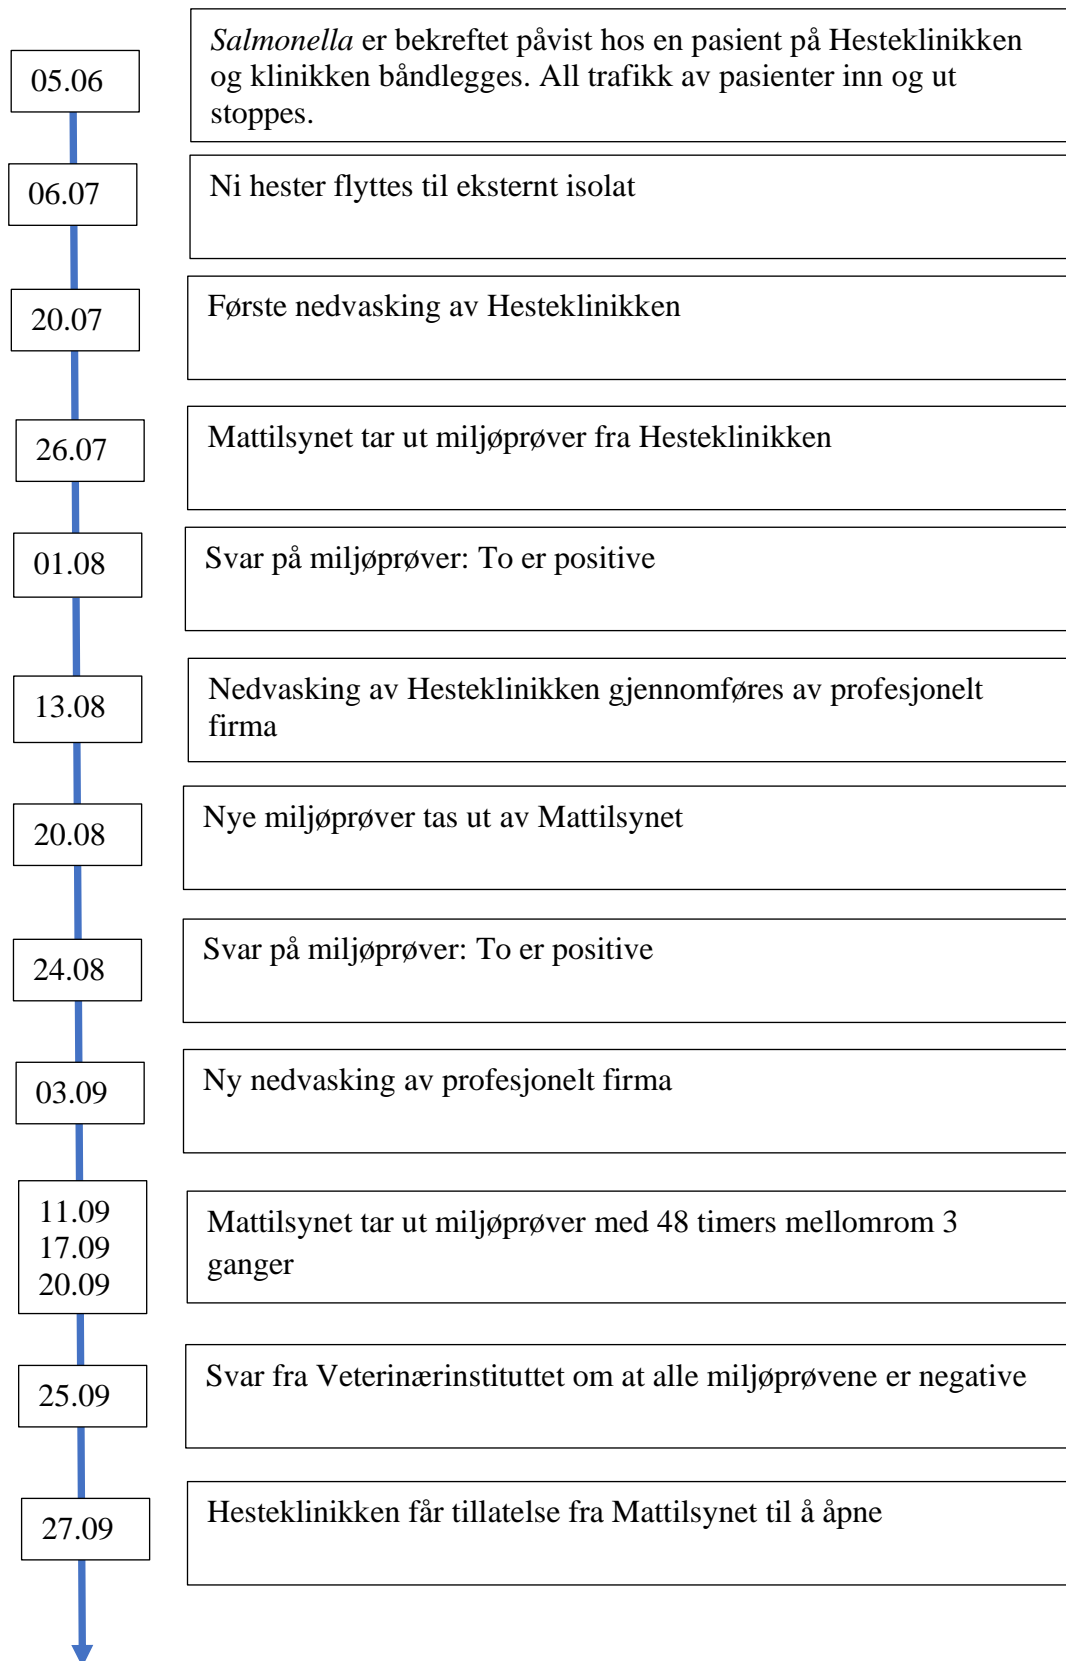 05.06
Salmonella er bekreftet påvist hos en pasient på Hesteklinikken
og klinikken båndlegges. All trafikk av pasienter inn og ut
stoppes.
06.07
Ni hester flyttes til eksternt isolat
20.07
Første nedvasking av Hesteklinikken
26.07
Mattilsynet tar ut miljøprøver fra Hesteklinikken
01.08
Svar på miljøprøver: To er positive
13.08
Nedvasking av Hesteklinikken gjennomføres av profesjonelt
firma
20.08
Nye miljøprøver tas ut av Mattilsynet
24.08
Svar på miljøprøver: To er positive
03.09
Ny nedvasking av profesjonelt firma
11.09
17.09
20.09
Mattilsynet tar ut miljøprøver med 48 timers mellomrom 3
ganger
25.09
Svar fra Veterinærinstituttet om at alle miljøprøvene er negative
27.09
Hesteklinikken får tillatelse fra Mattilsynet til å åpne